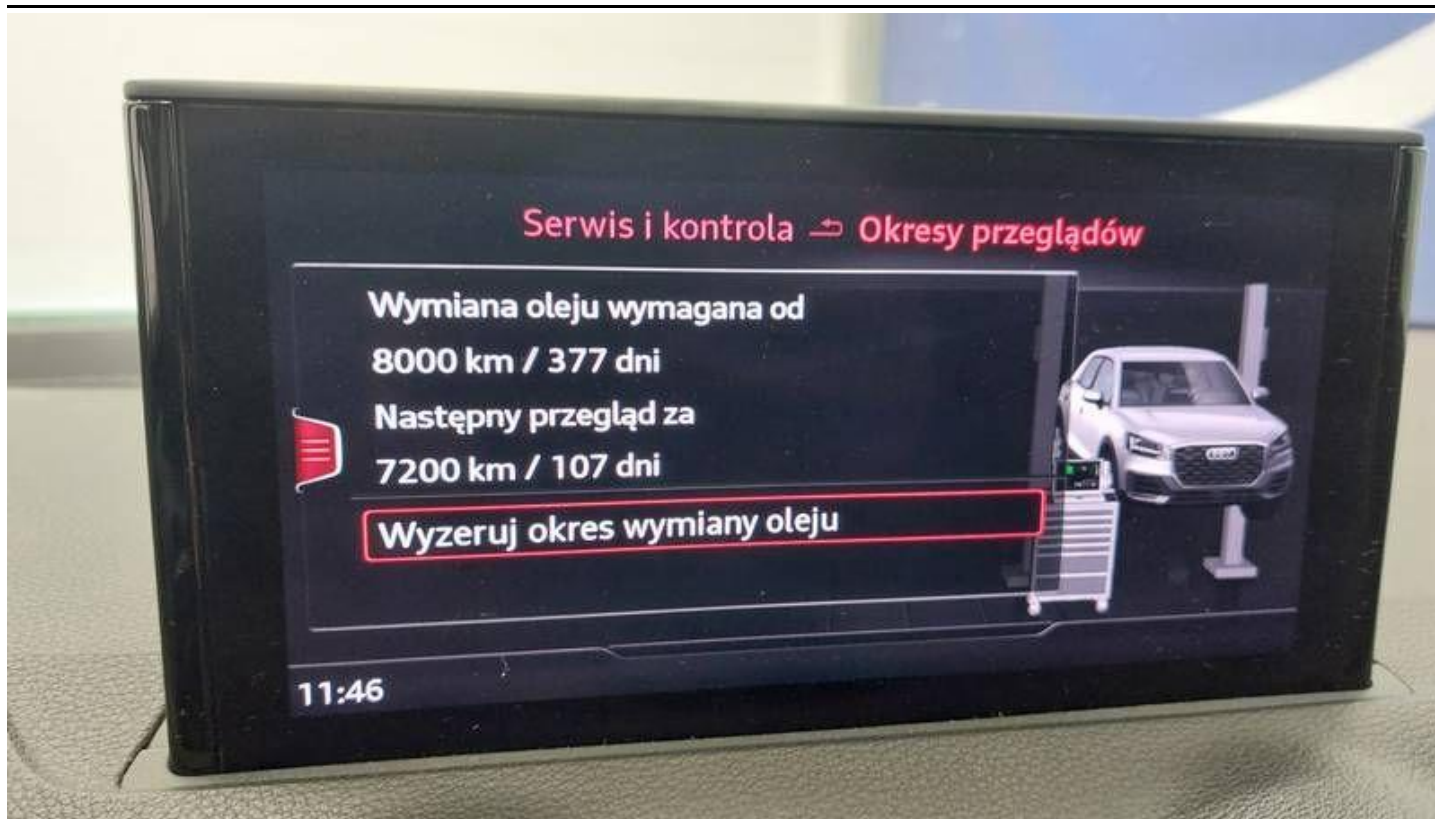 Serwis i kontrola Okresy przeglądów
Wymiana oleju wymagana od
8000 km / 377 dni
Następny przegląd za
7200 km / 107 dni
Wyzeruj okres wymiany oleju
11:46